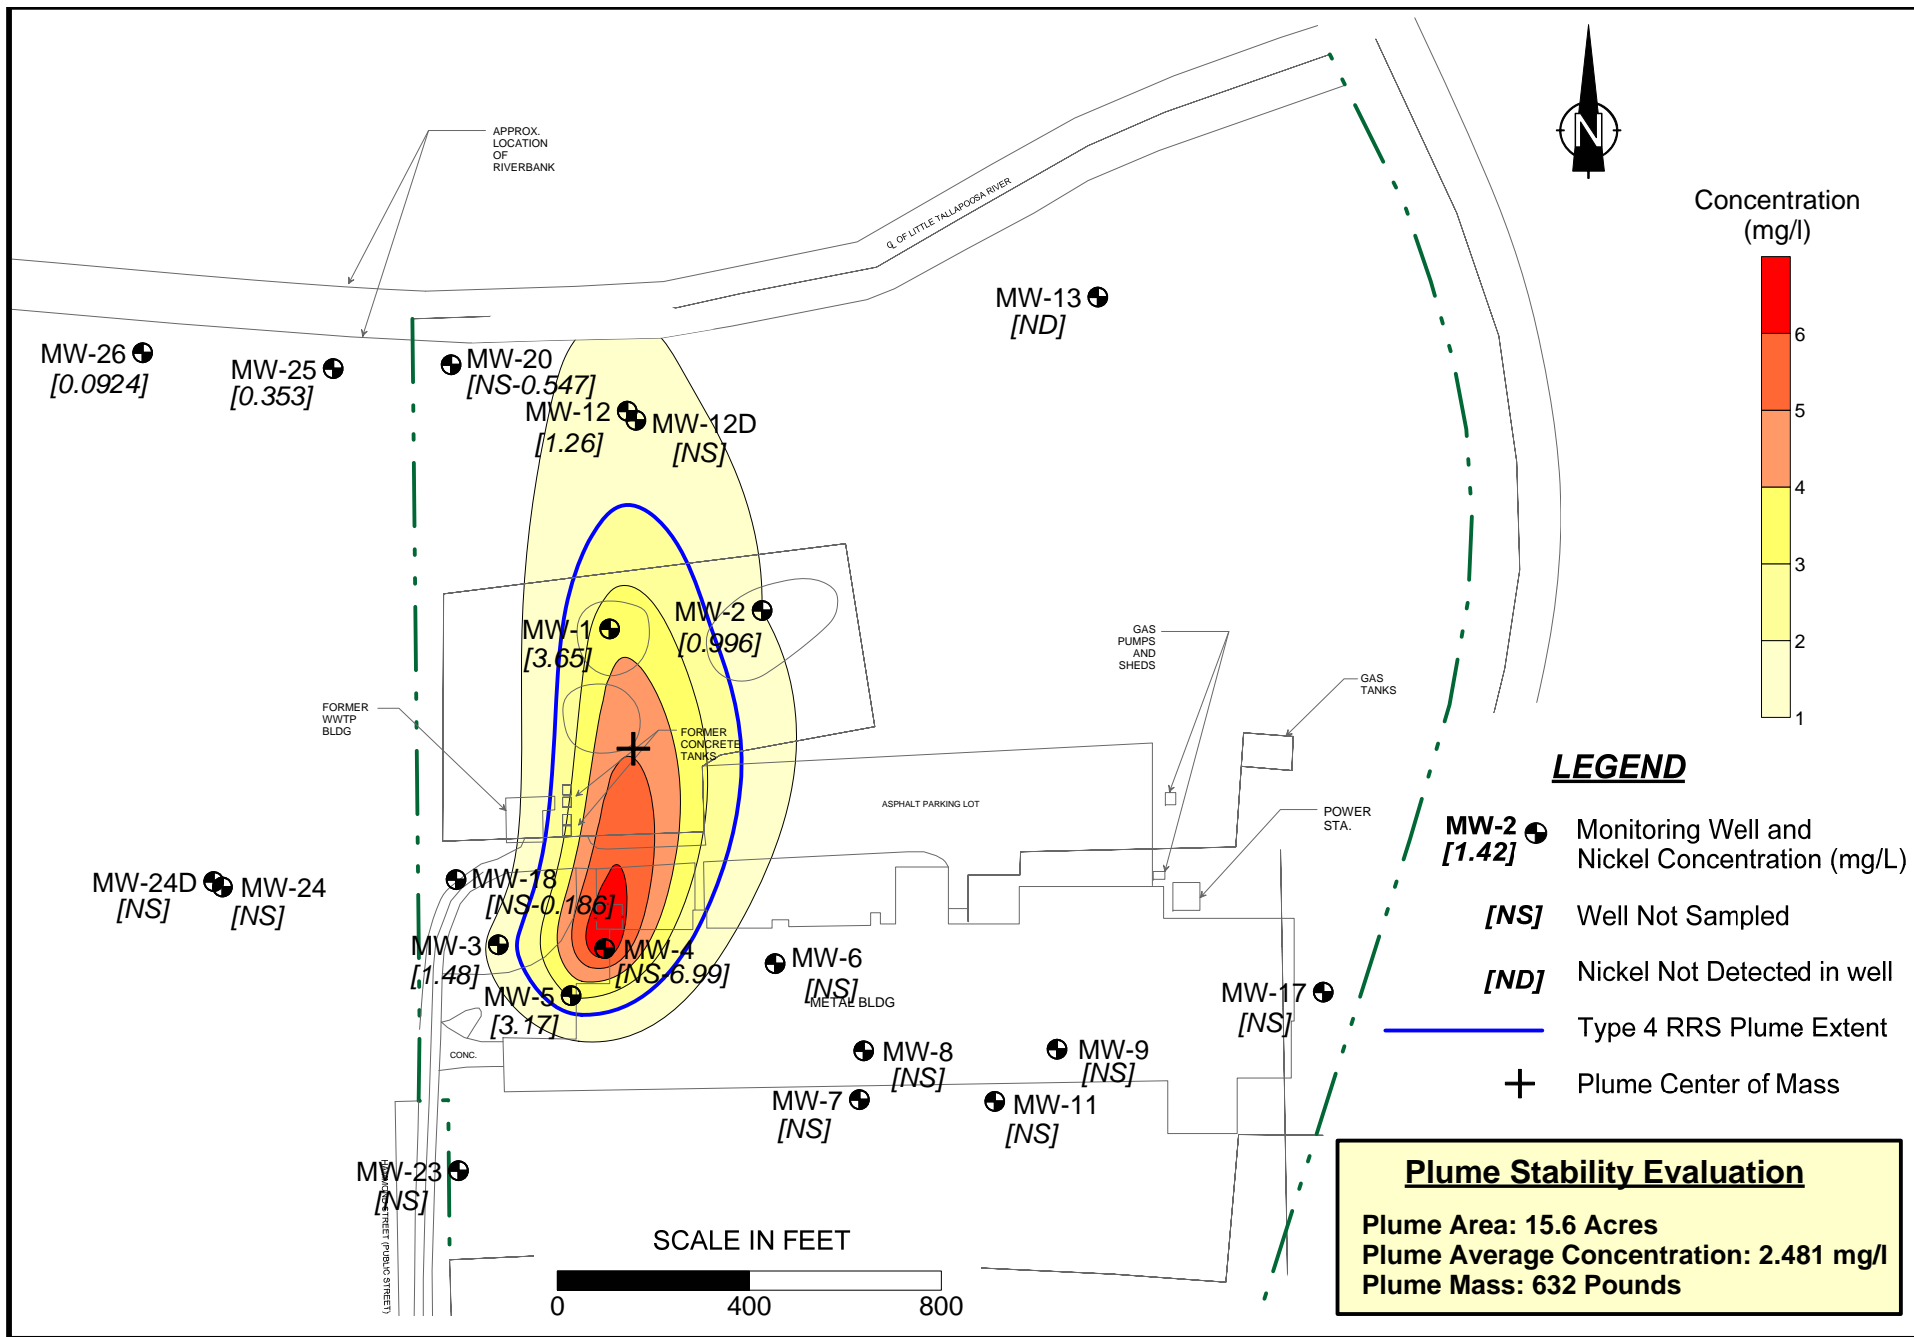 APPROX.
LOCATION
OF
RIVERBANK
℄ OF LITTLE TALLAPOOSA RIVER
N
Concentration
(mg/l)
6
5
4
3
2
1
MW-13
[ND]
MW-26
[0.0924]
MW-25
[0.353]
MW-20
[NS-0.547]
MW-12
[1.26]
MW-12D
[NS]
MW-1
[3.65]
MW-2
[0.996]
GAS
PUMPS
AND
SHEDS
GAS
TANKS
FORMER
WWTP
BLDG
FORMER
CONCRETE
TANKS
ASPHALT PARKING LOT
POWER
STA.
MW-24D
[NS]
MW-24
[NS]
MW-18
[NS-0.186]
MW-3
[1.48]
MW-4
[NS-6.99]
MW-5
[3.17]
MW-6
[NS]
METAL BLDG
MW-17
[NS]
CONC.
MW-8
[NS]
MW-9
[NS]
MW-7
[NS]
MW-11
[NS]
MW-23
[NS]
HAMMOND STREET (PUBLIC STREET)
SCALE IN FEET
0 400 800
LEGEND
MW-2
[1.42]
Monitoring Well and
Nickel Concentration (mg/L)
[NS] Well Not Sampled
[ND] Nickel Not Detected in well
Type 4 RRS Plume Extent
Plume Center of Mass
Plume Stability Evaluation
Plume Area: 15.6 Acres
Plume Average Concentration: 2.481 mg/l
Plume Mass: 632 Pounds